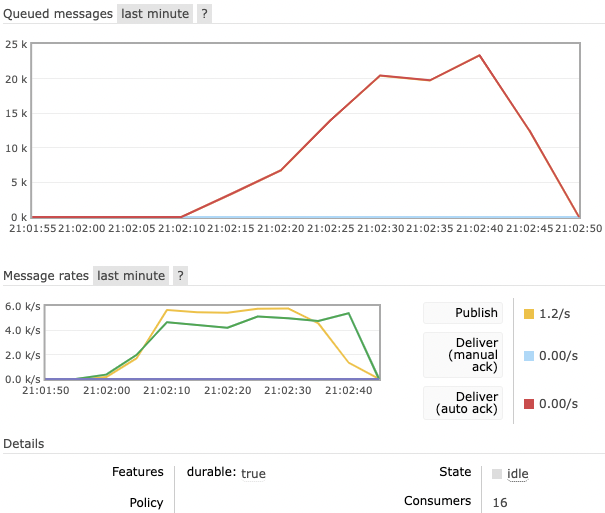 Queued messages last minute ?
25 k
20 k
15 k
10 k
5 k
0 k
21:01:55 21:02:00 21:02:05 21:02:10 21:02:15 21:02:20 21:02:25 21:02:30 21:02:35 21:02:40 21:02:45 21:02:50
Message rates last minute ?
6.0 k/s
4.0 k/s
2.0 k/s
0.0 k/s
21:01:50 21:02:00 21:02:10 21:02:20 21:02:30 21:02:40
Publish 1.2/s
Deliver
(manual
ack)
0.00/s
Deliver
(auto ack)
0.00/s
Details
Features durable: true
Policy
State idle
Consumers 16